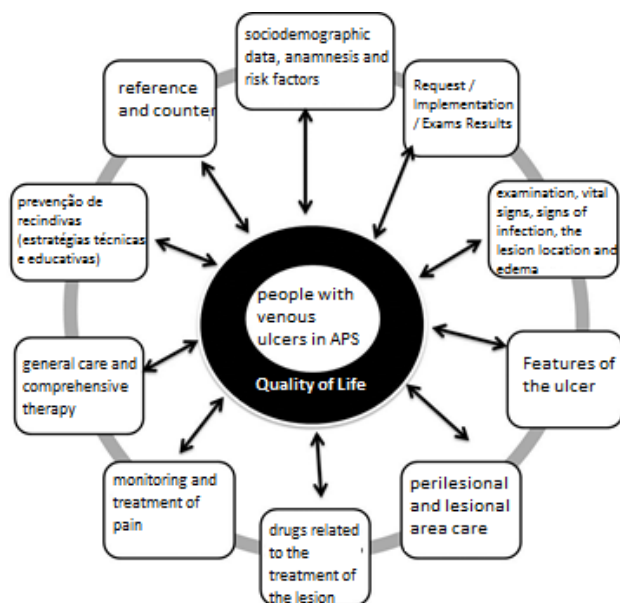 sociodemographic
data, anamnesis and
risk factors
Request /
Implementation
/ Exams Results
examination, vital
signs, signs of
infection, the
lesion location and
edema
Features of
the ulcer
perilesional and
lesional
area care
drugs related
to the
treatment of
the lesion
monitoring and
treatment of
pain
general care and
comprehensive
therapy
prevenção de
recindivas
(estratégias técnicas
e educativas)
reference
and counter
people with
venous
ulcers in APS
Quality of Life